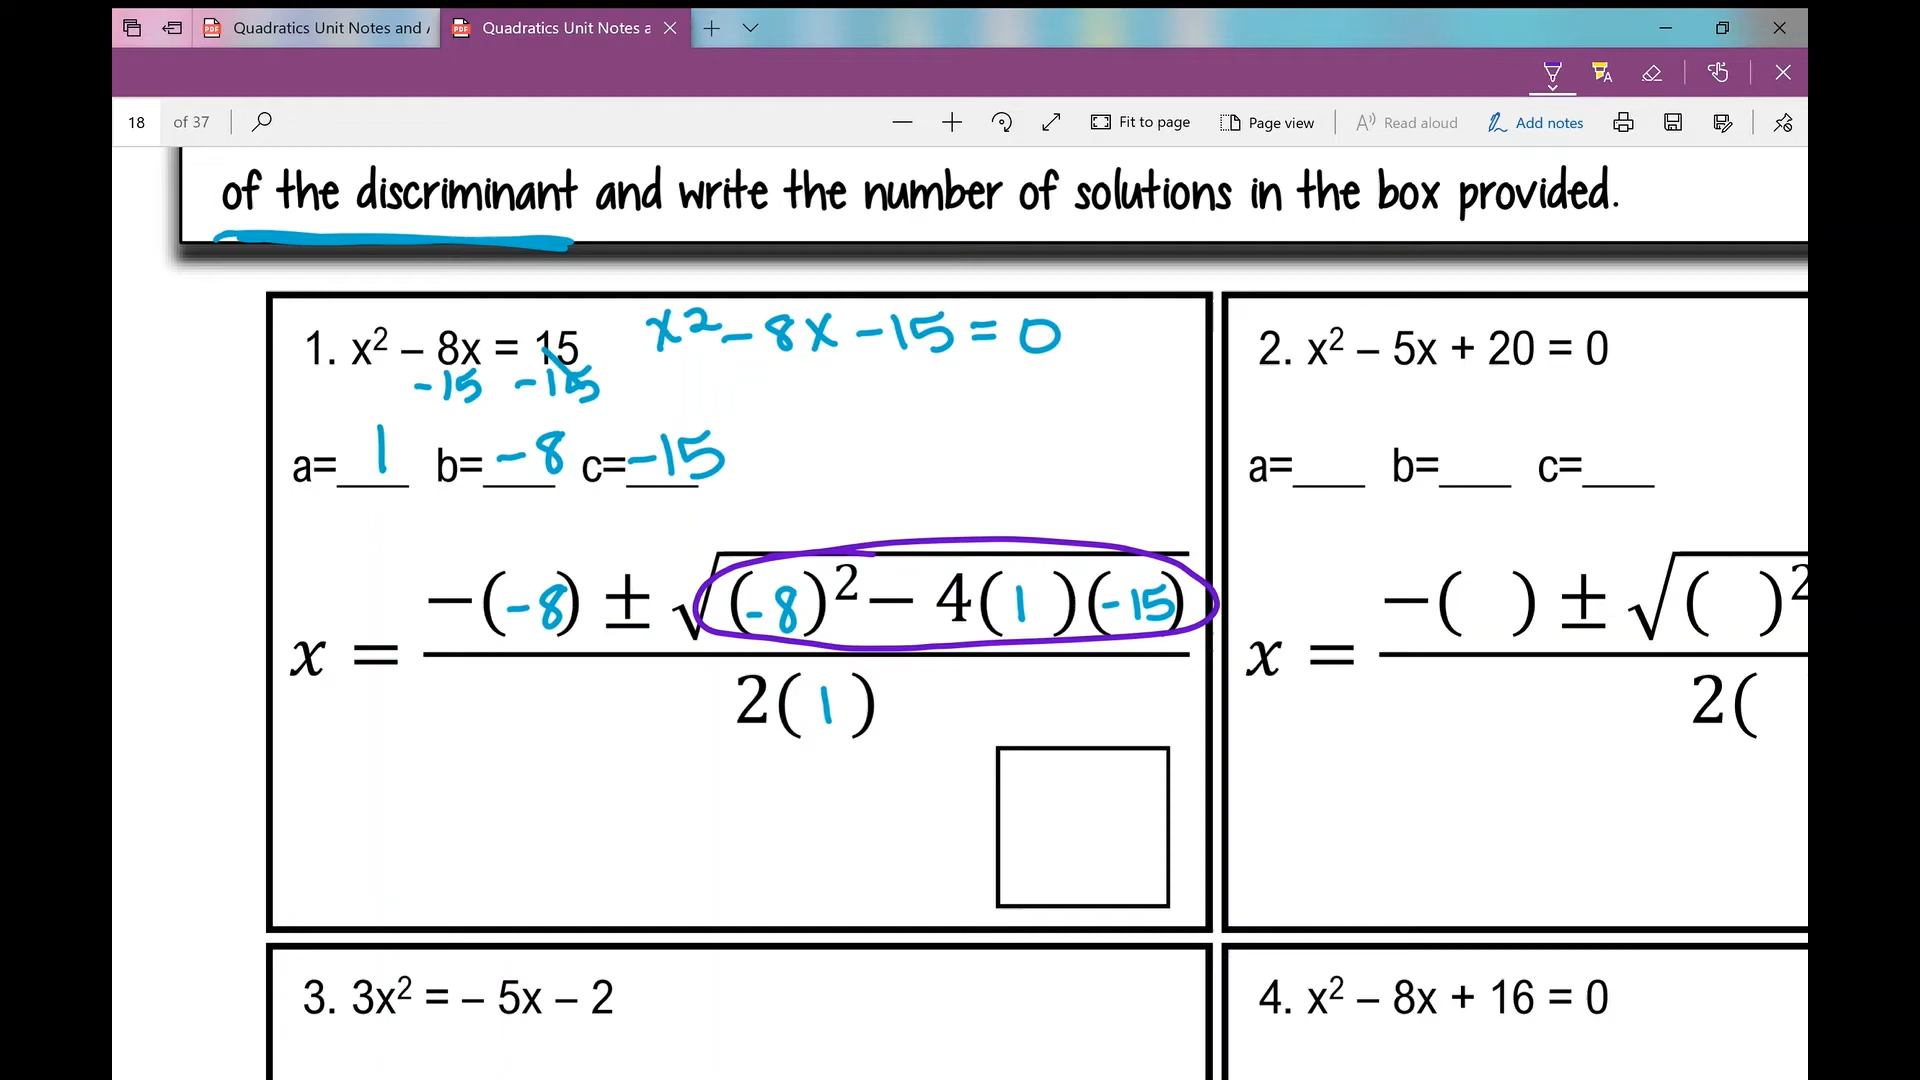 Quadratics Unit Notes and A
Quadratics Unit Notes a
18 of 37
Fit to page
Page view
Read aloud
Add notes
of the discriminant and write the number of solutions in the box provided.
1. x² – 8x = 15
x² - 8x - 15 = 0
-15 -15
a= 1 b= -8 c= -15
x = −(-8) ± √(-8)² − 4(1)(-15)
2(1)
2. x² – 5x + 20 = 0
a=___ b=___ c=___
x = −( ) ± √( )²
2(
3. 3x² = – 5x – 2
4. x² – 8x + 16 = 0